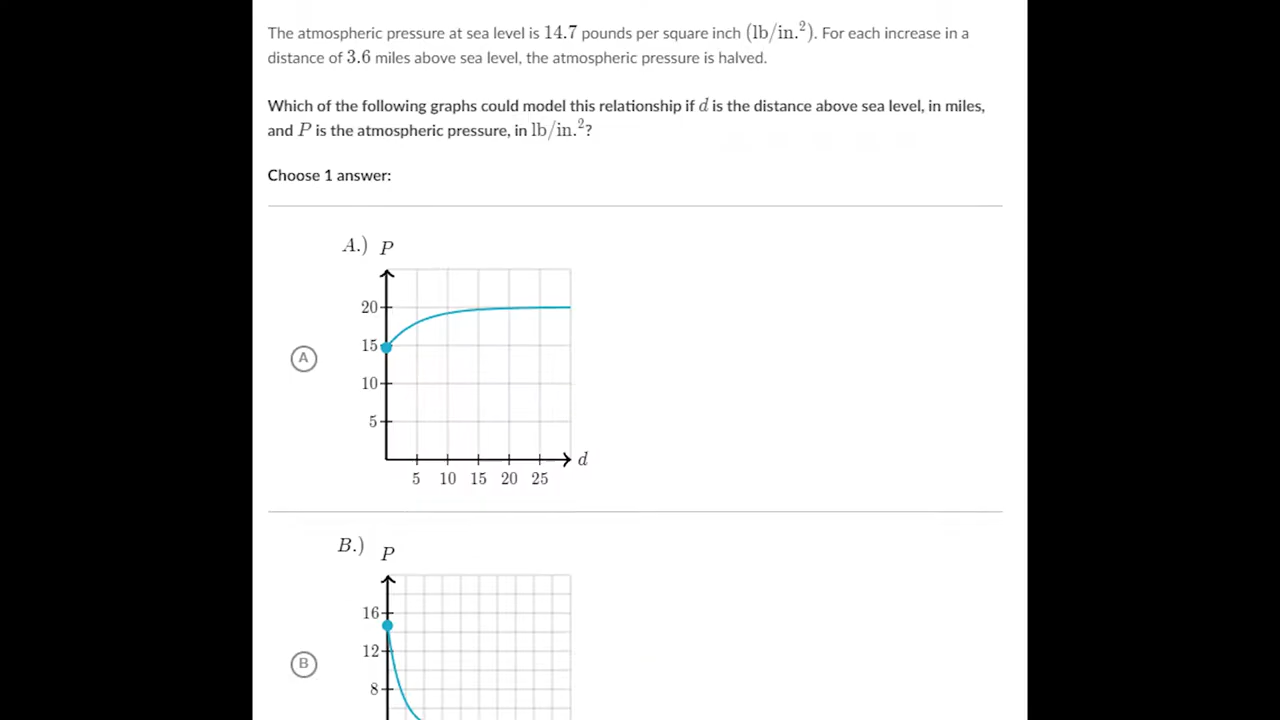 The atmospheric pressure at sea level is 14.7 pounds per square inch (lb/in.²). For each increase in a
distance of 3.6 miles above sea level, the atmospheric pressure is halved.
Which of the following graphs could model this relationship if d is the distance above sea level, in miles,
and P is the atmospheric pressure, in lb/in.²?
Choose 1 answer:
A.) P
20
15
A
10
5
d
5 10 15 20 25
B.) P
16
12
B
8